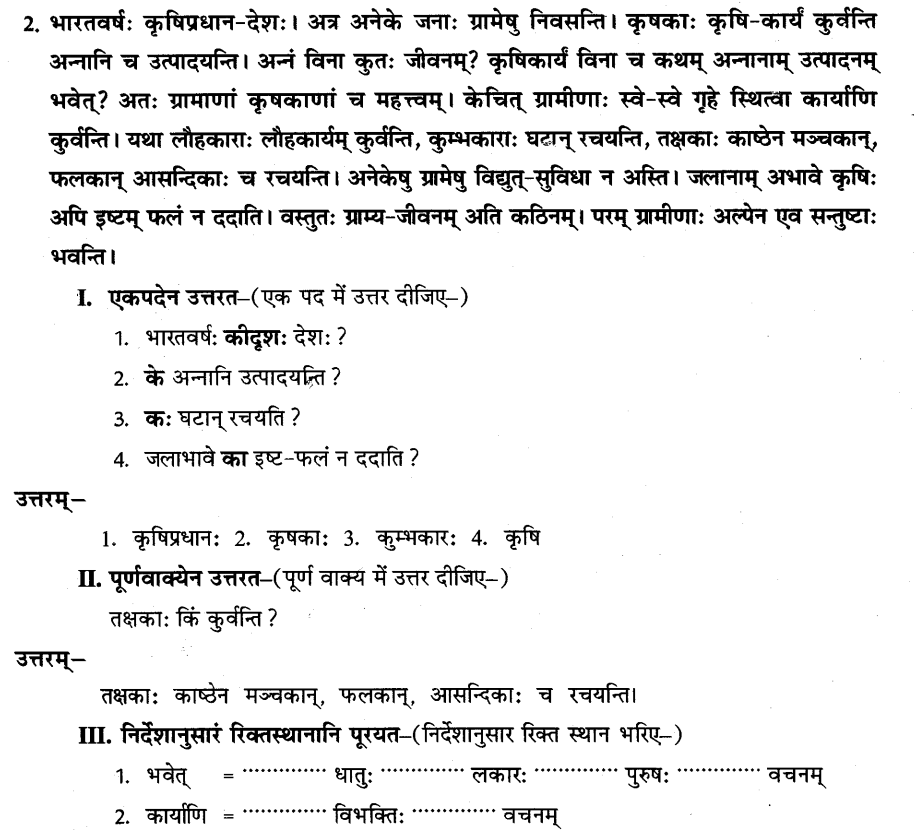 2. भारतवर्षः कृषिप्रधान-देशः। अत्र अनेके जनाः ग्रामेषु निवसन्ति। कृषकाः कृषि-कार्यं कुर्वन्ति
अन्नानि च उत्पादयन्ति। अन्नं विना कुतः जीवनम्? कृषिकार्यं विना च कथम् अन्नानाम् उत्पादनम्
भवेत्? अतः ग्रामाणां कृषकाणां च महत्त्वम्। केचित् ग्रामीणाः स्वे-स्वे गृहे स्थित्वा कार्याणि
कुर्वन्ति। यथा लौहकाराः लौहकार्यम् कुर्वन्ति, कुम्भकाराः घटान् रचयन्ति, तक्षकाः काष्ठेन मञ्चकान्,
फलकान् आसन्दिकाः च रचयन्ति। अनेकेषु ग्रामेषु विद्युत्-सुविधा न अस्ति। जलानाम् अभावे कृषिः
अपि इष्टम् फलं न ददाति। वस्तुतः ग्राम्य-जीवनम् अति कठिनम्। परम् ग्रामीणाः अल्पेन एव सन्तुष्टाः
भवन्ति।
I. एकपदेन उत्तरत–(एक पद में उत्तर दीजिए–)
1. भारतवर्षः कीदृशः देशः?
2. के अन्नानि उत्पादयन्ति?
3. कः घटान् रचयति?
4. जलाभावे का इष्ट-फलं न ददाति?
उत्तरम्–
1. कृषिप्रधानः 2. कृषकाः 3. कुम्भकारः 4. कृषि
II. पूर्णवाक्येन उत्तरत–(पूर्ण वाक्य में उत्तर दीजिए–)
तक्षकाः किं कुर्वन्ति?
उत्तरम्–
तक्षकाः काष्ठेन मञ्चकान्, फलकान्, आसन्दिकाः च रचयन्ति।
III. निर्देशानुसारं रिक्तस्थानानि पूरयत–(निर्देशानुसार रिक्त स्थान भरिए–)
1. भवेत् = ............. धातुः ............. लकारः ............. पुरुषः ............. वचनम्
2. कार्याणि = ............. विभक्तिः ............. वचनम्